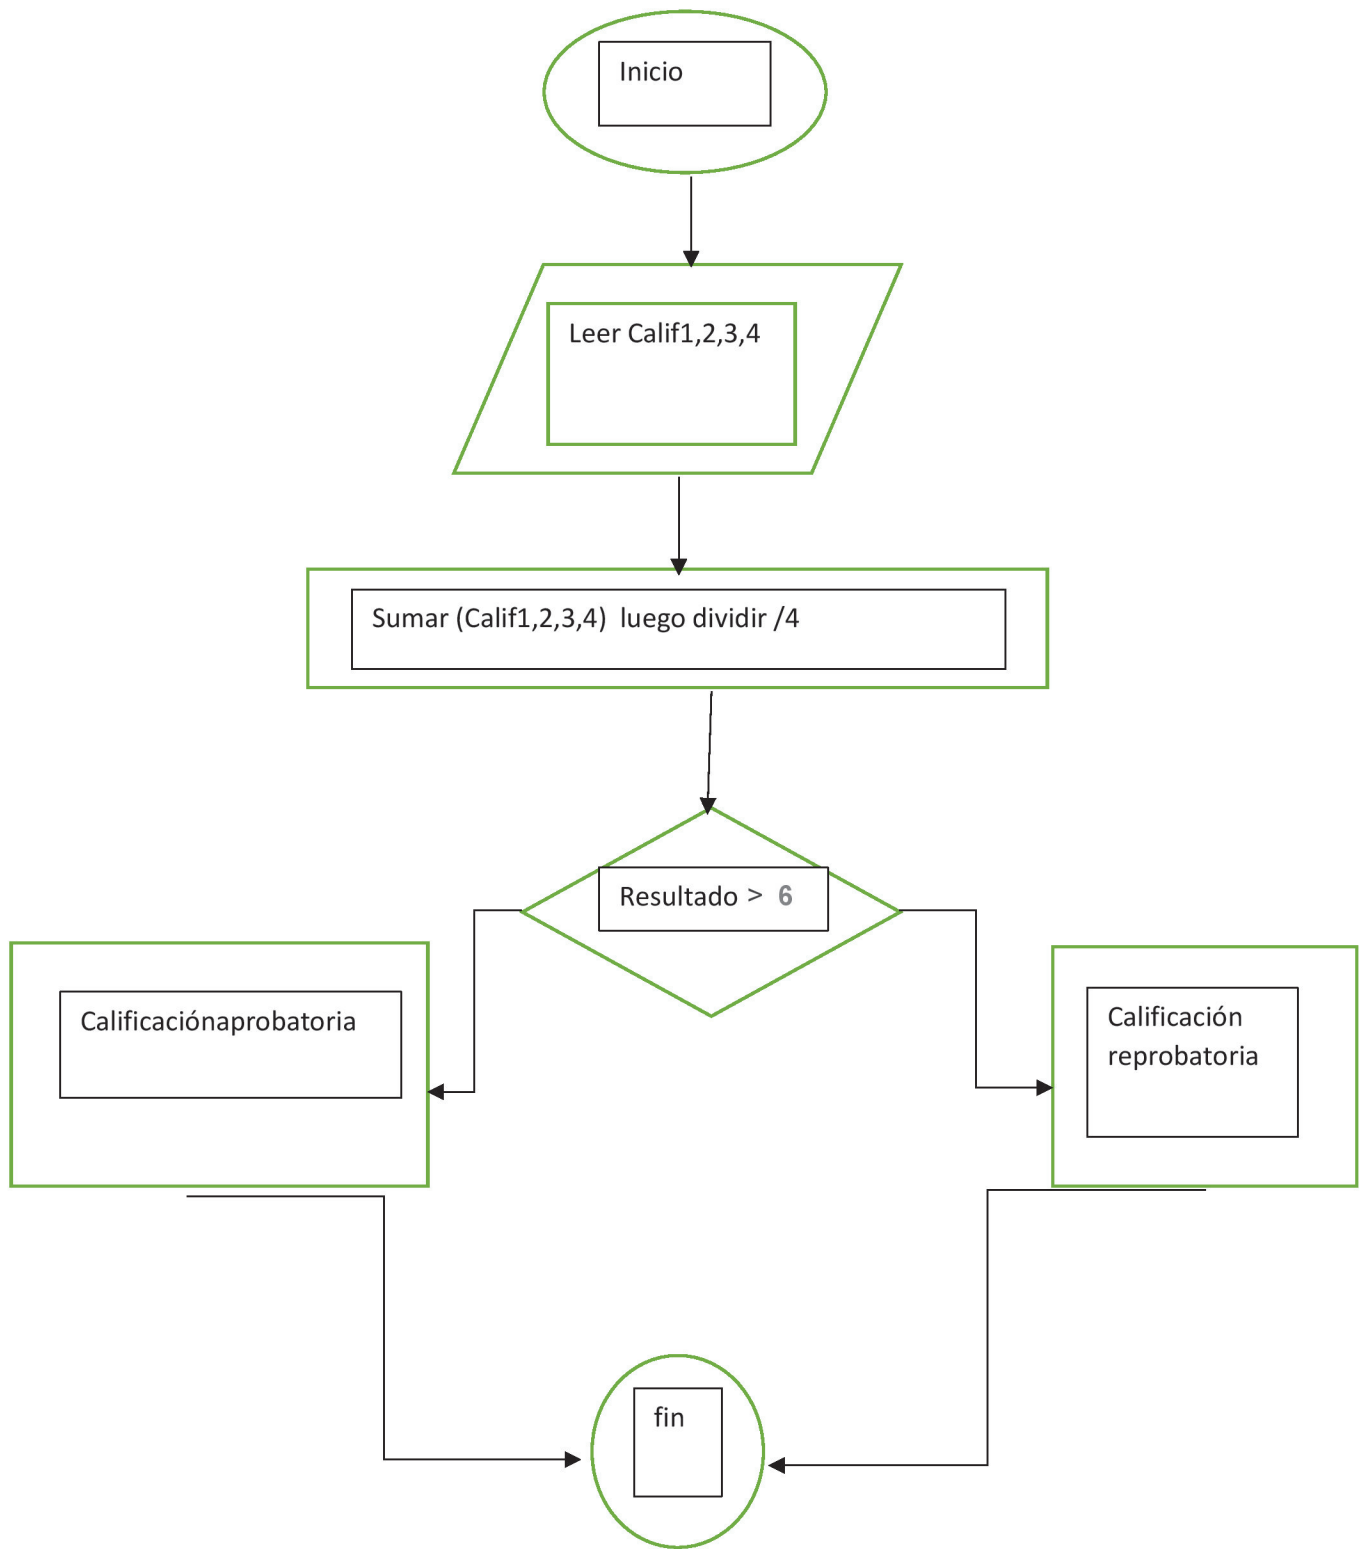 Inicio
Leer Calif1,2,3,4
Sumar (Calif1,2,3,4)  luego dividir /4
Resultado >  6
Calificaciónaprobatoria
Calificación
reprobatoria
fin